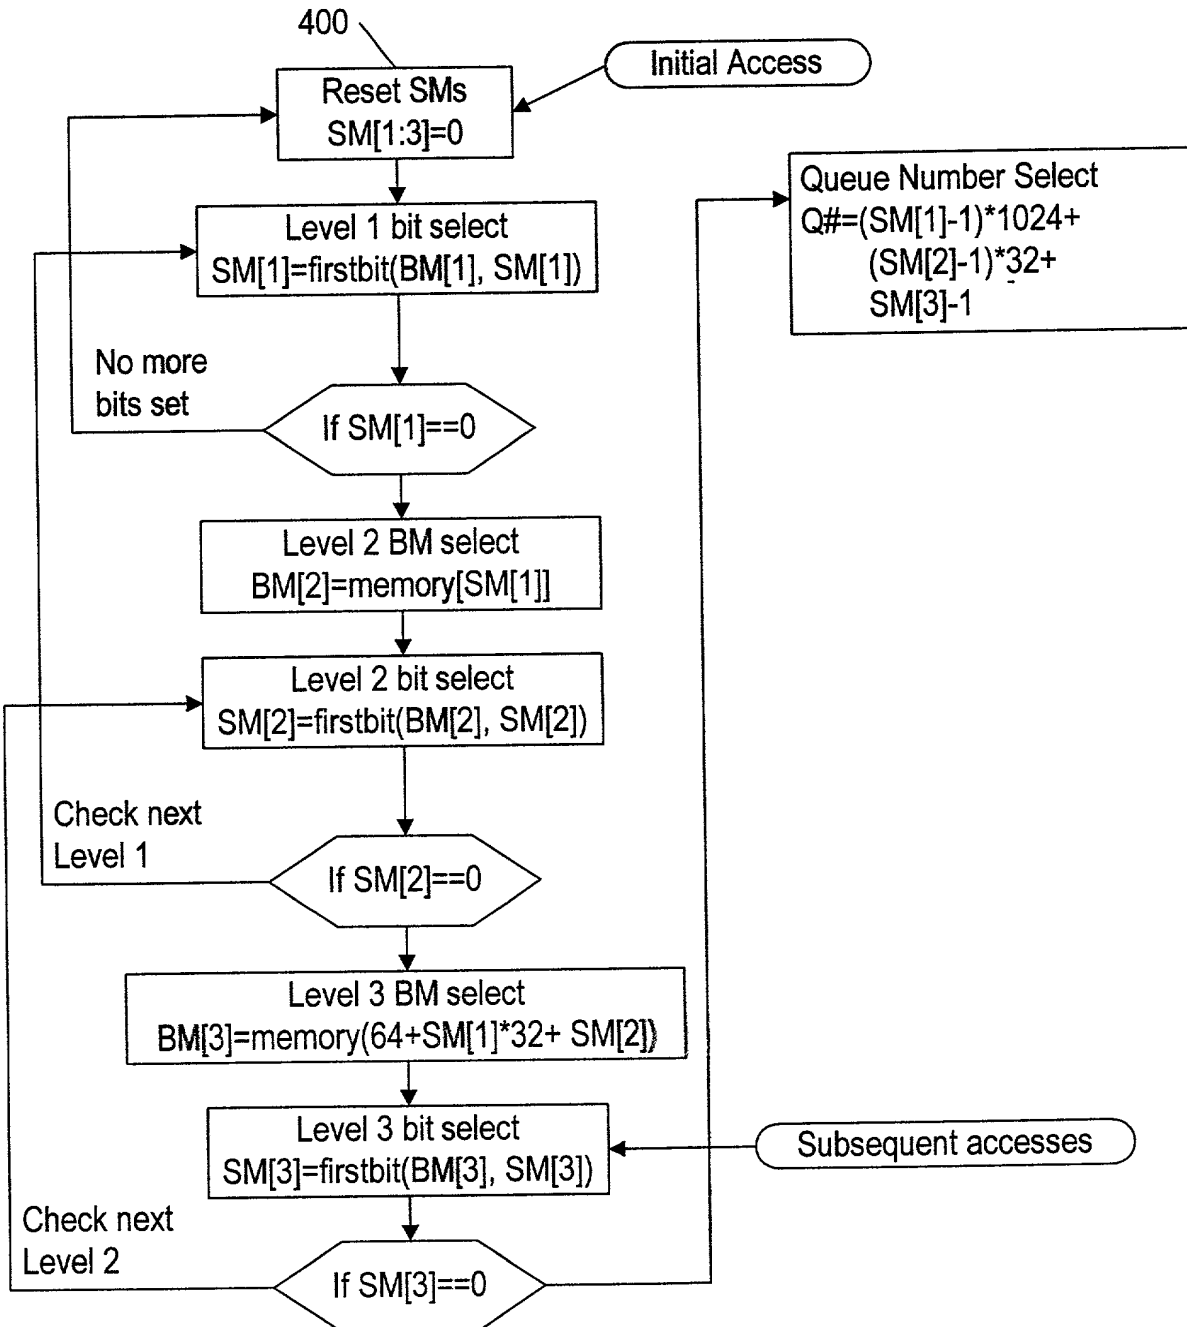 400
Initial Access
Reset SMs
SM[1:3]=0
Queue Number Select
Q#=(SM[1]-1)*1024+
(SM[2]-1)*32+
SM[3]-1
Level 1 bit select
SM[1]=firstbit(BM[1], SM[1])
No more
bits set
If SM[1]==0
Level 2 BM select
BM[2]=memory[SM[1]]
Level 2 bit select
SM[2]=firstbit(BM[2], SM[2])
Check next
Level 1
If SM[2]==0
Level 3 BM select
BM[3]=memory(64+SM[1]*32+ SM[2])
Level 3 bit select
SM[3]=firstbit(BM[3], SM[3])
Subsequent accesses
Check next
Level 2
If SM[3]==0